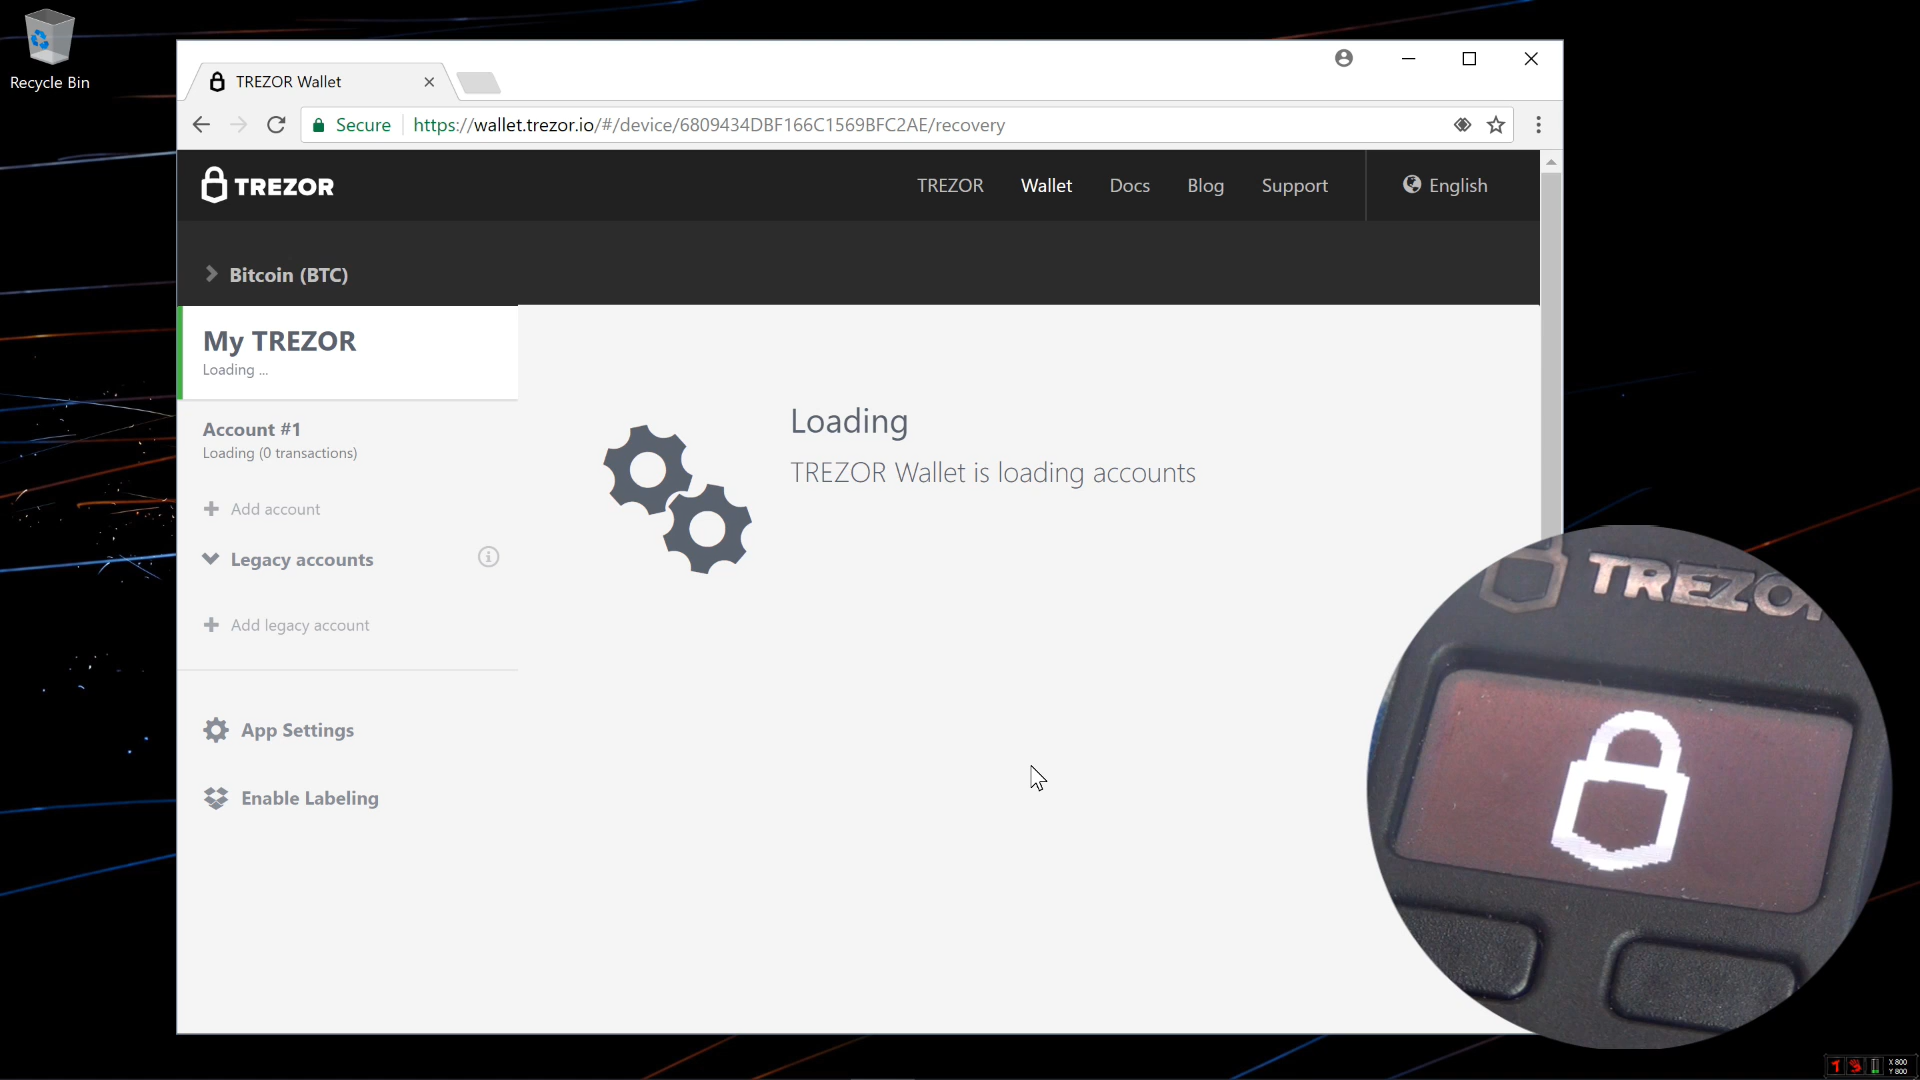 Recycle Bin
TREZOR Wallet
Secure
https://wallet.trezor.io/#/device/6809434DBF166C1569BFC2AE/recovery
TREZOR
TREZOR
Wallet
Docs
Blog
Support
English
Bitcoin (BTC)
My TREZOR
Loading ...
Account #1
Loading (0 transactions)
Add account
Legacy accounts
Add legacy account
App Settings
Enable Labeling
Loading
TREZOR Wallet is loading accounts
TREZOR
X 800
Y 800